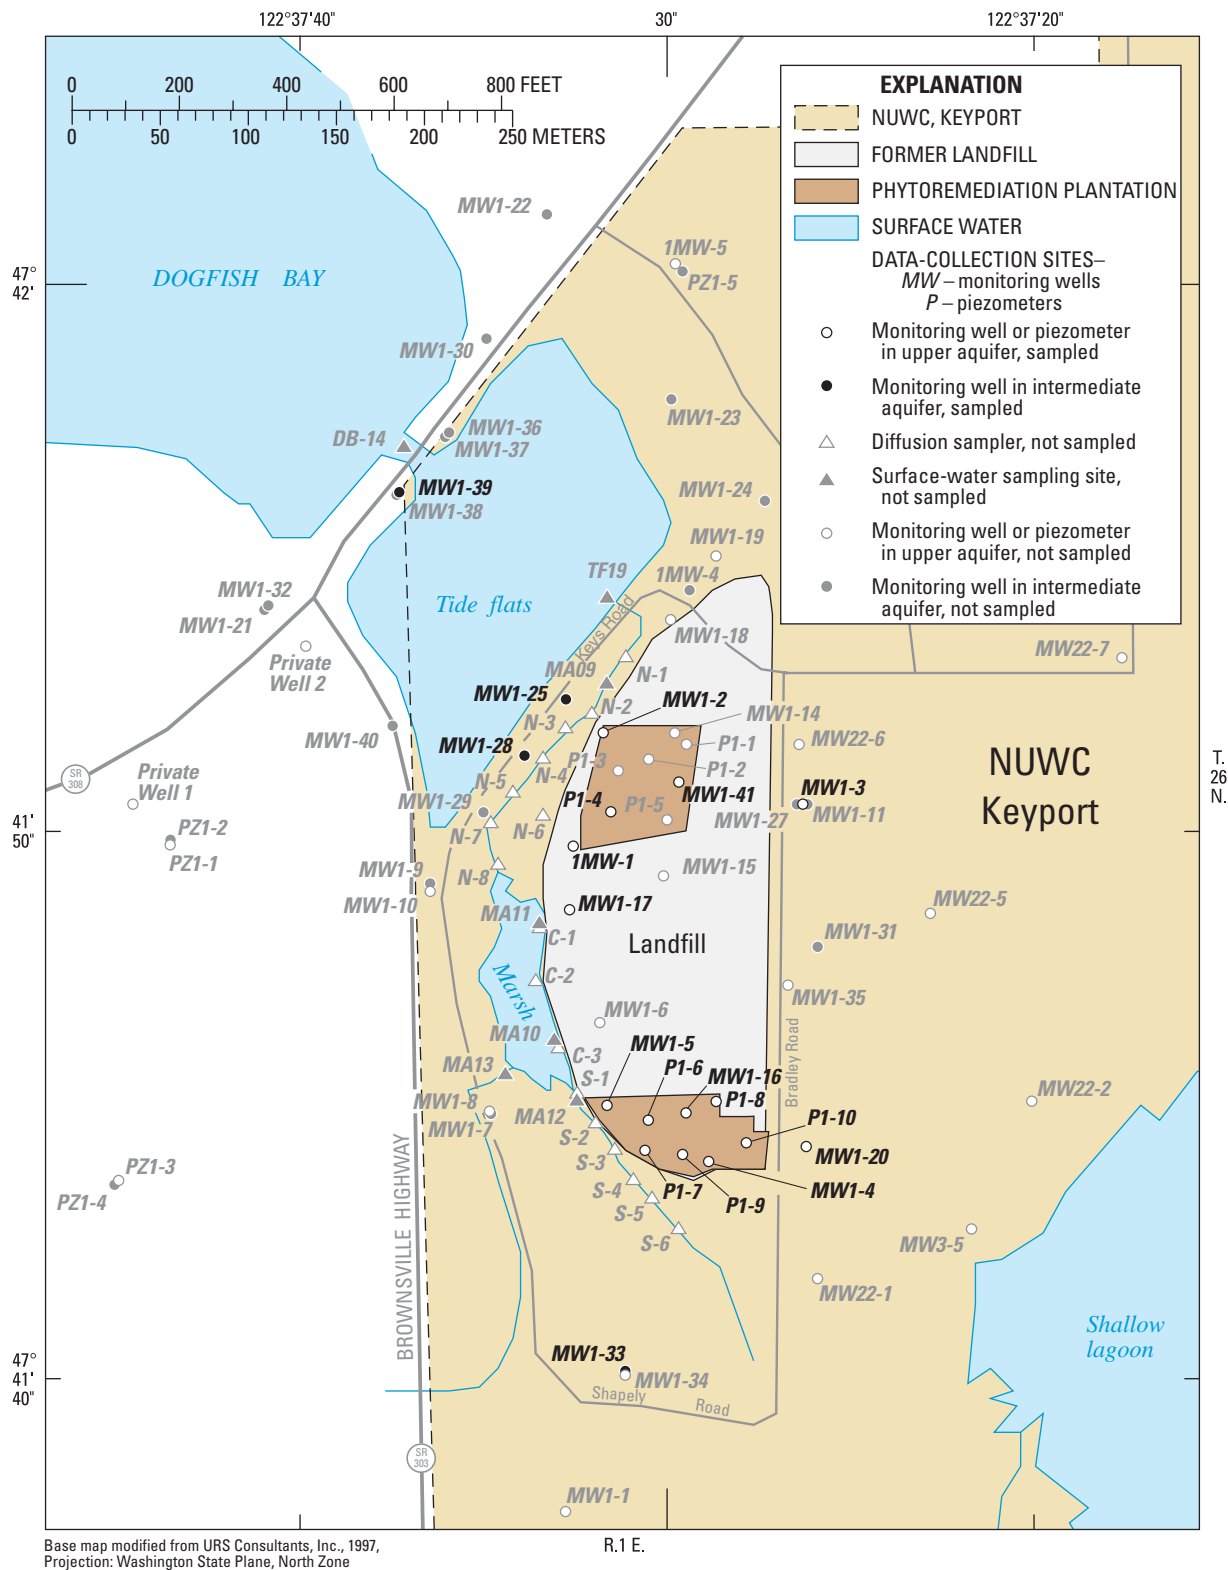 122°37'40"
30"
122°37'20"
0 200 400 600 800 FEET
0 50 100 150 200 250 METERS
EXPLANATION
NUWC, KEYPORT
FORMER LANDFILL
PHYTOREMEDIATION PLANTATION
SURFACE WATER
DATA-COLLECTION SITES–
MW – monitoring wells
P – piezometers
Monitoring well or piezometer
in upper aquifer, sampled
Monitoring well in intermediate
aquifer, sampled
Diffusion sampler, not sampled
Surface-water sampling site,
not sampled
Monitoring well or piezometer
in upper aquifer, not sampled
Monitoring well in intermediate
aquifer, not sampled
47°
42'
DOGFISH BAY
MW1-22
1MW-5
PZ1-5
MW1-30
MW1-23
MW1-36
DB-14
MW1-37
MW1-39
MW1-38
MW1-24
MW1-19
TF19
1MW-4
MW1-32
MW1-21
Tide flats
Keys Road
MW1-18
Private
Well 2
MW22-7
MA09
N-1
MW1-25
MW1-2
N-2
MW1-14
N-3
MW1-40
MW1-28
P1-1
MW22-6
P1-3
P1-2
N-4
NUWC
Keyport
T.
26
N.
SR
308
Private
Well 1
N-5
MW1-41
MW1-3
MW1-29
P1-4
P1-5
MW1-27
MW1-11
N-6
N-7
41'
50"
PZ1-2
PZ1-1
1MW-1
MW1-9
N-8
MW1-15
MW1-10
MW1-17
MA11
MW22-5
C-1
Landfill
MW1-31
C-2
Marsh
MW1-35
MW1-6
MA10
MW1-5
C-3
P1-6
MW1-16
Bradley Road
MA13
S-1
P1-8
MW22-2
MW1-8
MA12
MW1-7
P1-10
S-2
MW1-20
S-3
PZ1-3
PZ1-4
S-4
P1-7
MW1-4
P1-9
S-5
S-6
MW3-5
BROWNSVILLE HIGHWAY
MW22-1
Shallow
lagoon
47°
41'
40"
MW1-33
MW1-34
Shapely Road
SR
303
MW1-1
Base map modified from URS Consultants, Inc., 1997,
Projection: Washington State Plane, North Zone
R.1 E.